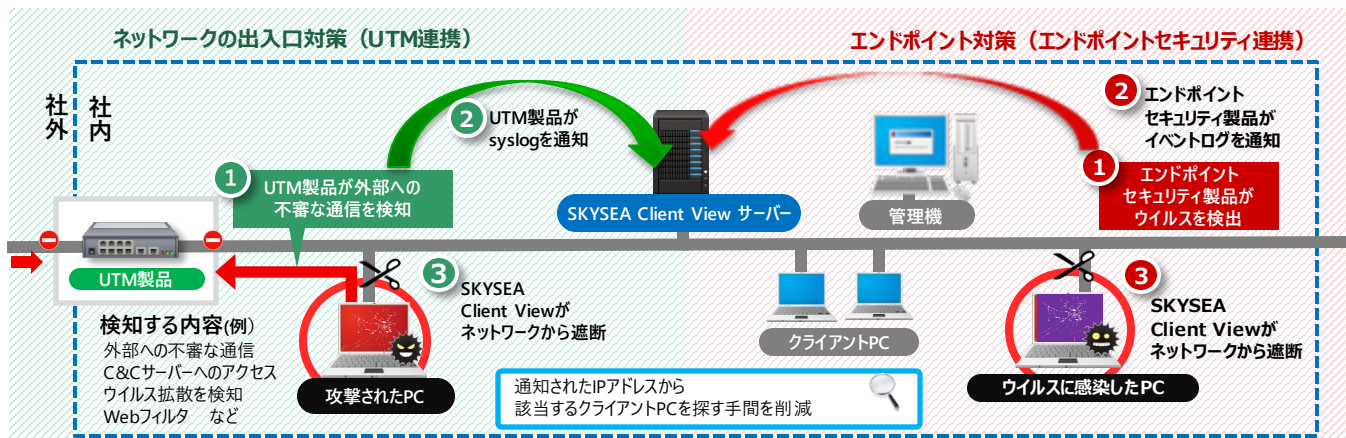 ネットワークの出入口対策（UTM連携）
エンドポイント対策（エンドポイントセキュリティ連携）
社外
社内
1
UTM製品が外部への
不審な通信を検知
2
UTM製品が
syslogを通知
SKYSEA Client View サーバー
管理機
2
エンドポイント
セキュリティ製品が
イベントログを通知
1
エンドポイント
セキュリティ製品が
ウイルスを検出
UTM製品
検知する内容(例)
外部への不審な通信
C&Cサーバーへのアクセス
ウイルス拡散を検知
Webフィルタ など
3
SKYSEA
Client Viewが
ネットワークから遮断
攻撃されたPC
クライアントPC
3
SKYSEA
Client Viewが
ネットワークから遮断
ウイルスに感染したPC
通知されたIPアドレスから
該当するクライアントPCを探す手間を削減